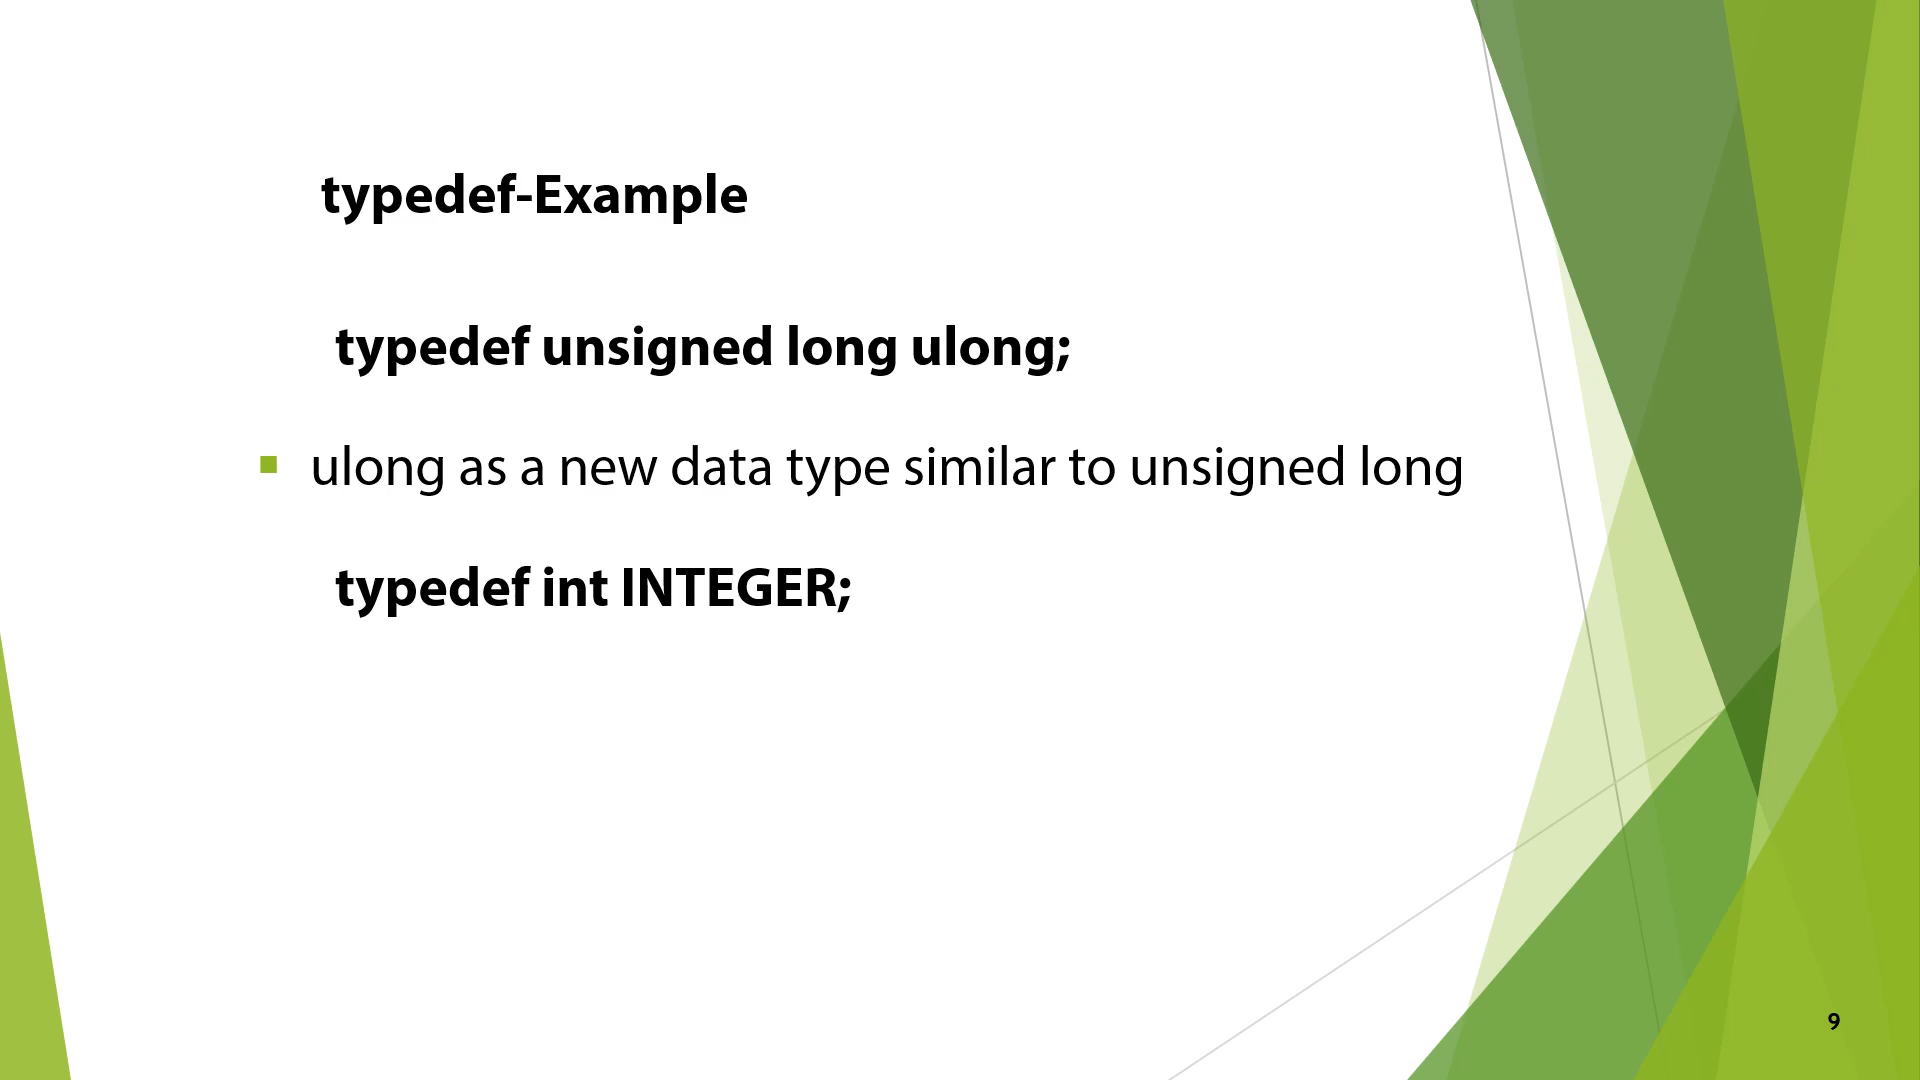 typedef-Example
typedef unsigned long ulong;
▪ ulong as a new data type similar to unsigned long
typedef int INTEGER;
9